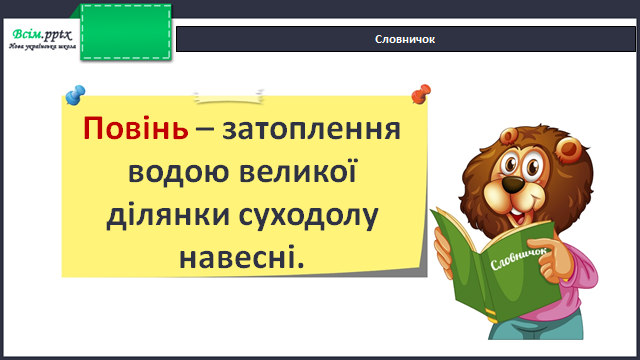 Всім.pptx
Нова українська школа
Словничок
Повінь – затоплення
водою великої
ділянки суходолу
навесні.
Словничок